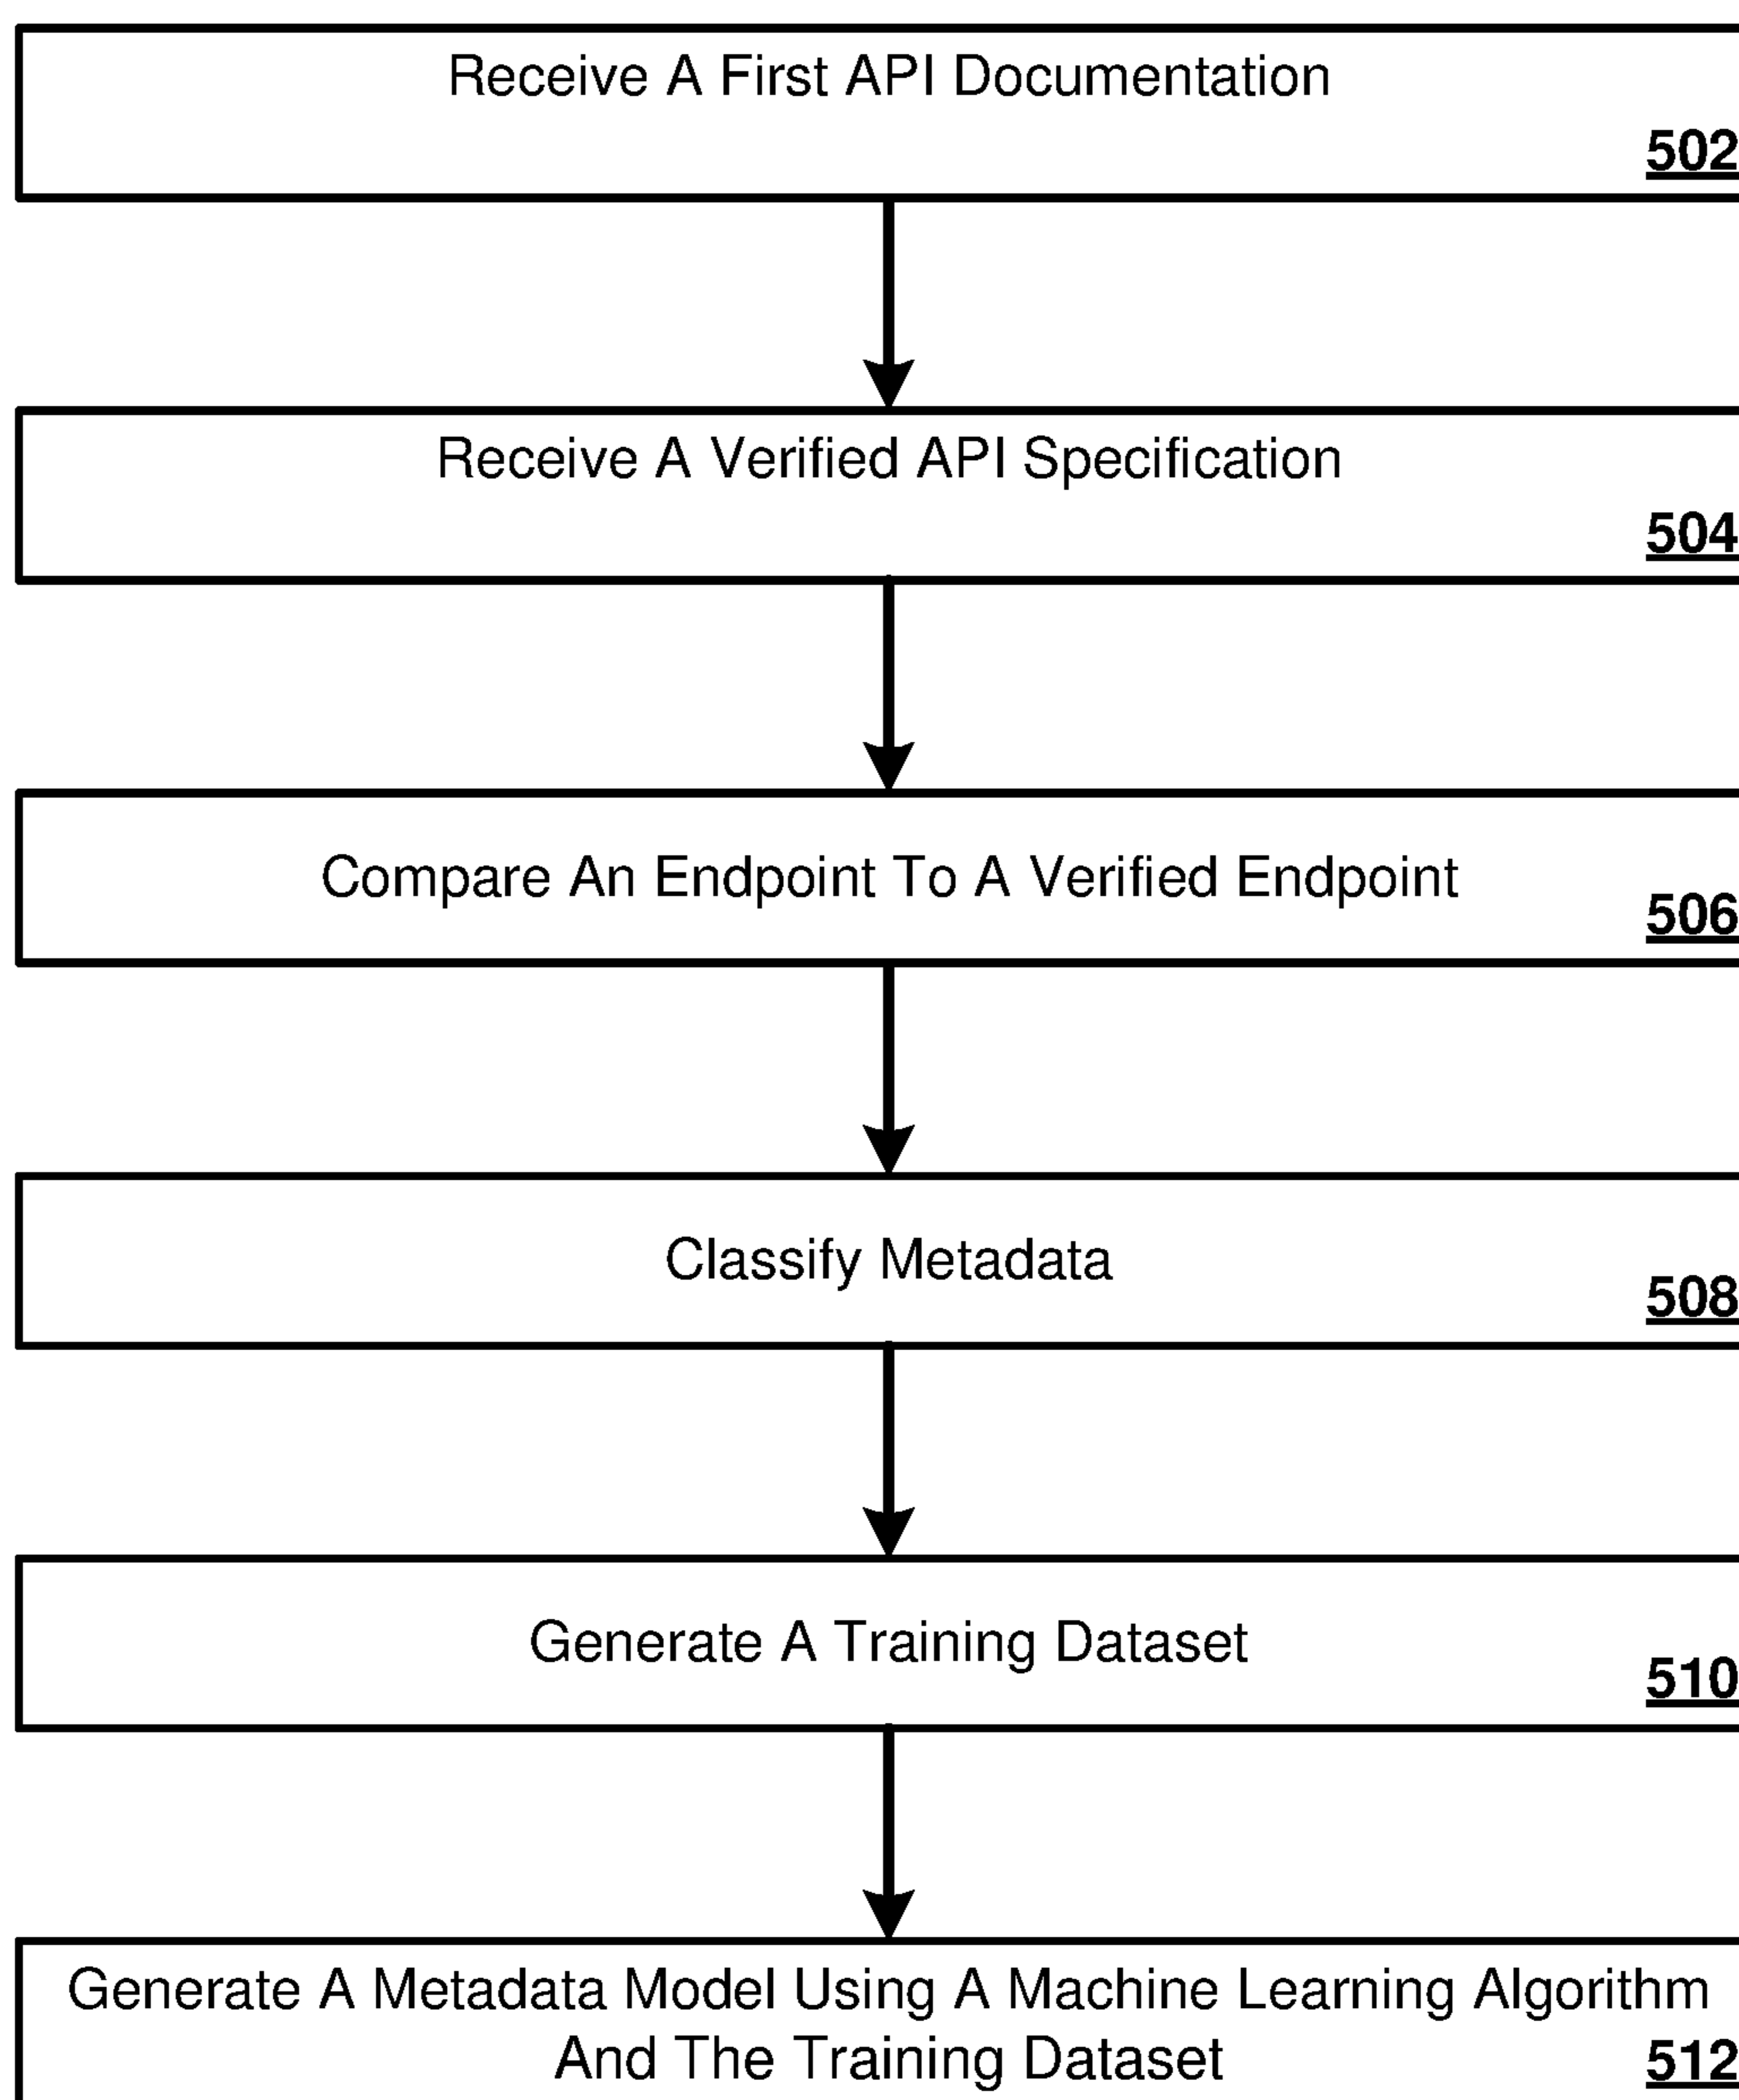 Receive A First API Documentation
502
Receive A Verified API Specification
504
Compare An Endpoint To A Verified Endpoint
506
Classify Metadata
508
Generate A Training Dataset
510
Generate A Metadata Model Using A Machine Learning Algorithm
And The Training Dataset
512